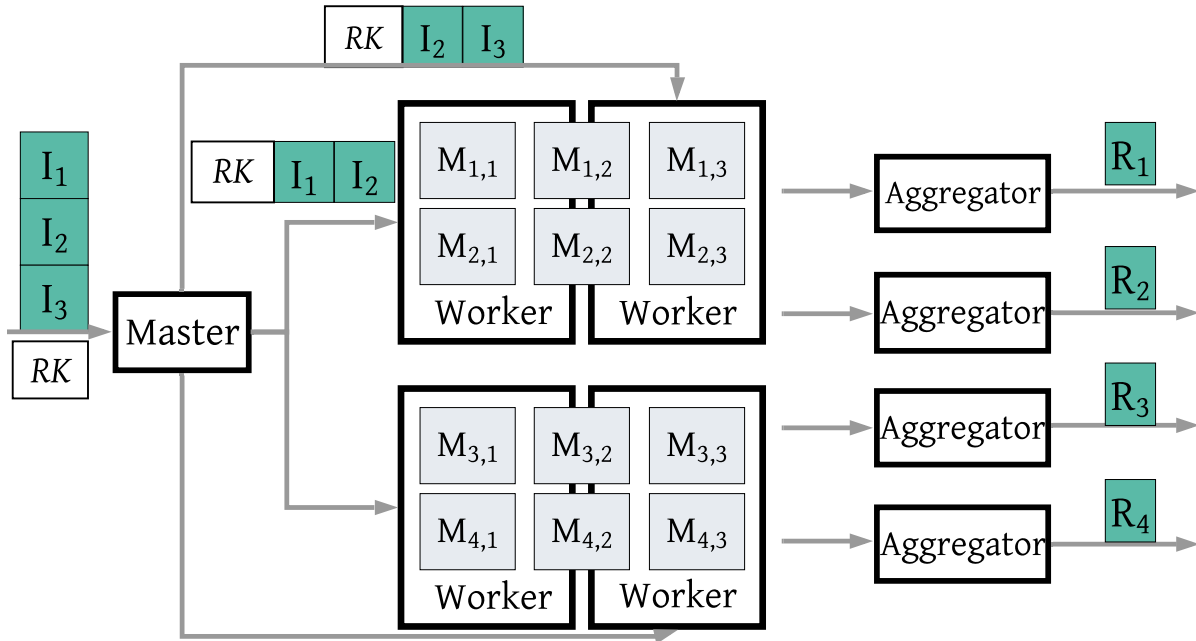 RK I₂ I₃
I₁
I₂
I₃
RK
Master
RK I₁ I₂
M₁,₁ M₁,₂ M₁,₃
M₂,₁ M₂,₂ M₂,₃
Worker Worker
M₃,₁ M₃,₂ M₃,₃
M₄,₁ M₄,₂ M₄,₃
Worker Worker
Aggregator R₁
Aggregator R₂
Aggregator R₃
Aggregator R₄